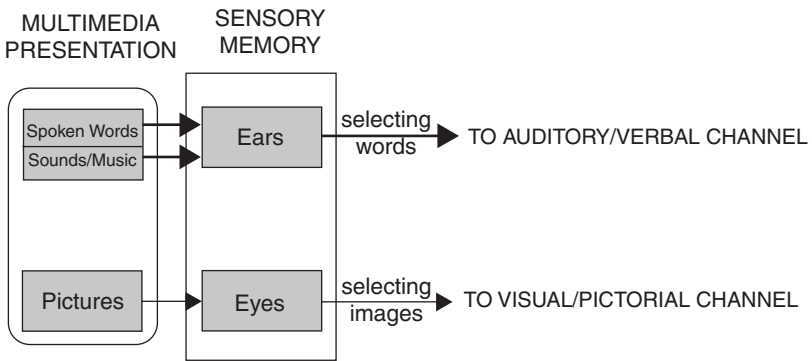 MULTIMEDIA
PRESENTATION
SENSORY
MEMORY
Spoken Words
Sounds/Music
Ears
selecting
words
TO AUDITORY/VERBAL CHANNEL
Pictures
Eyes
selecting
images
TO VISUAL/PICTORIAL CHANNEL